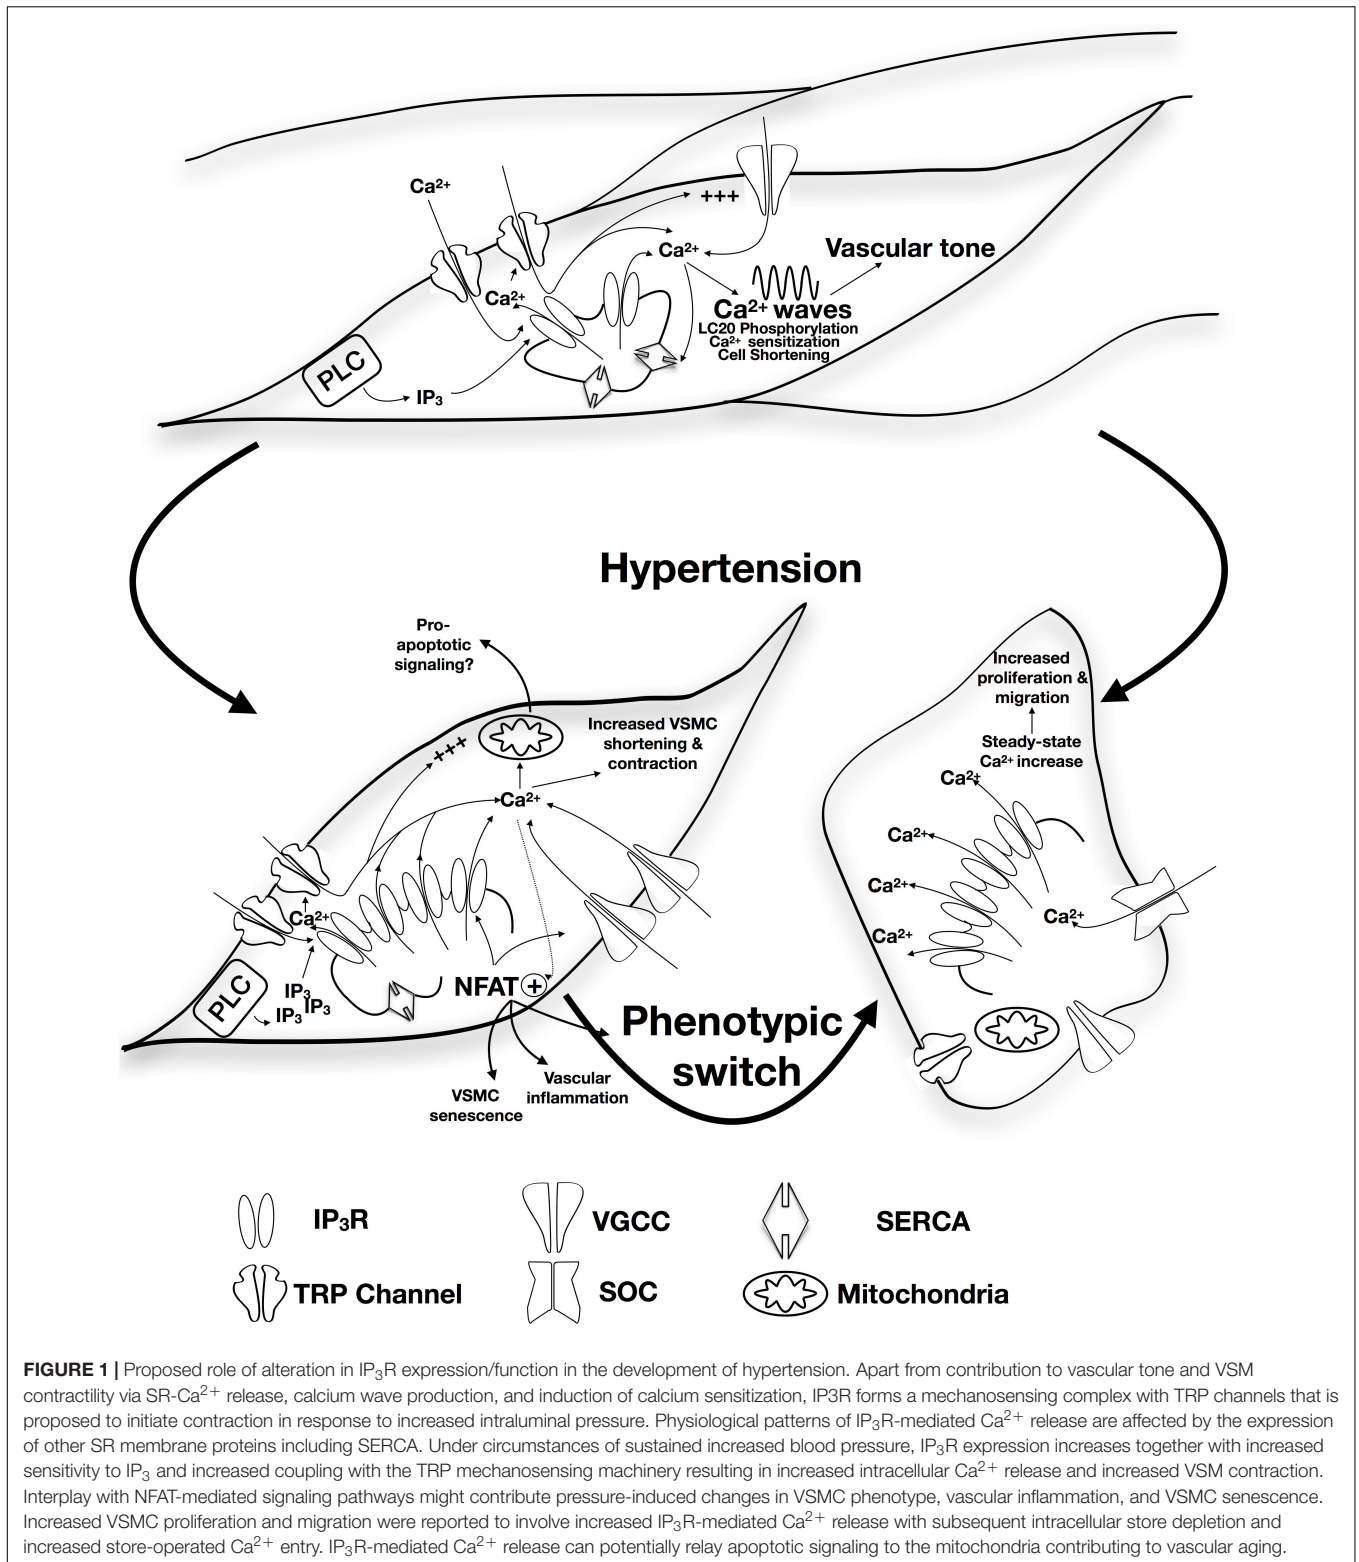 Ca²⁺
+++
Ca²⁺
Vascular tone
Ca²⁺
Ca²⁺ waves
LC20 Phosphorylation
Ca²⁺ sensitization
Cell Shortening
PLC
IP₃
Hypertension
Pro-
apoptotic
signaling?
+++
Increased VSMC
shortening &
contraction
Ca²⁺
Ca²⁺
PLC
IP₃
IP₃
IP₃
NFAT +
VSMC
senescence
Vascular
inflammation
Phenotypic
switch
Increased
proliferation &
migration
Steady-state
Ca²⁺ increase
Ca²⁺
Ca²⁺
Ca²⁺
Ca²⁺
Ca²⁺
IP₃R
VGCC
SERCA
TRP Channel
SOC
Mitochondria
FIGURE 1 | Proposed role of alteration in IP₃R expression/function in the development of hypertension. Apart from contribution to vascular tone and VSM
contractility via SR-Ca²⁺ release, calcium wave production, and induction of calcium sensitization, IP3R forms a mechanosensing complex with TRP channels that is
proposed to initiate contraction in response to increased intraluminal pressure. Physiological patterns of IP₃R-mediated Ca²⁺ release are affected by the expression
of other SR membrane proteins including SERCA. Under circumstances of sustained increased blood pressure, IP₃R expression increases together with increased
sensitivity to IP₃ and increased coupling with the TRP mechanosensing machinery resulting in increased intracellular Ca²⁺ release and increased VSM contraction.
Interplay with NFAT-mediated signaling pathways might contribute pressure-induced changes in VSMC phenotype, vascular inflammation, and VSMC senescence.
Increased VSMC proliferation and migration were reported to involve increased IP₃R-mediated Ca²⁺ release with subsequent intracellular store depletion and
increased store-operated Ca²⁺ entry. IP₃R-mediated Ca²⁺ release can potentially relay apoptotic signaling to the mitochondria contributing to vascular aging.